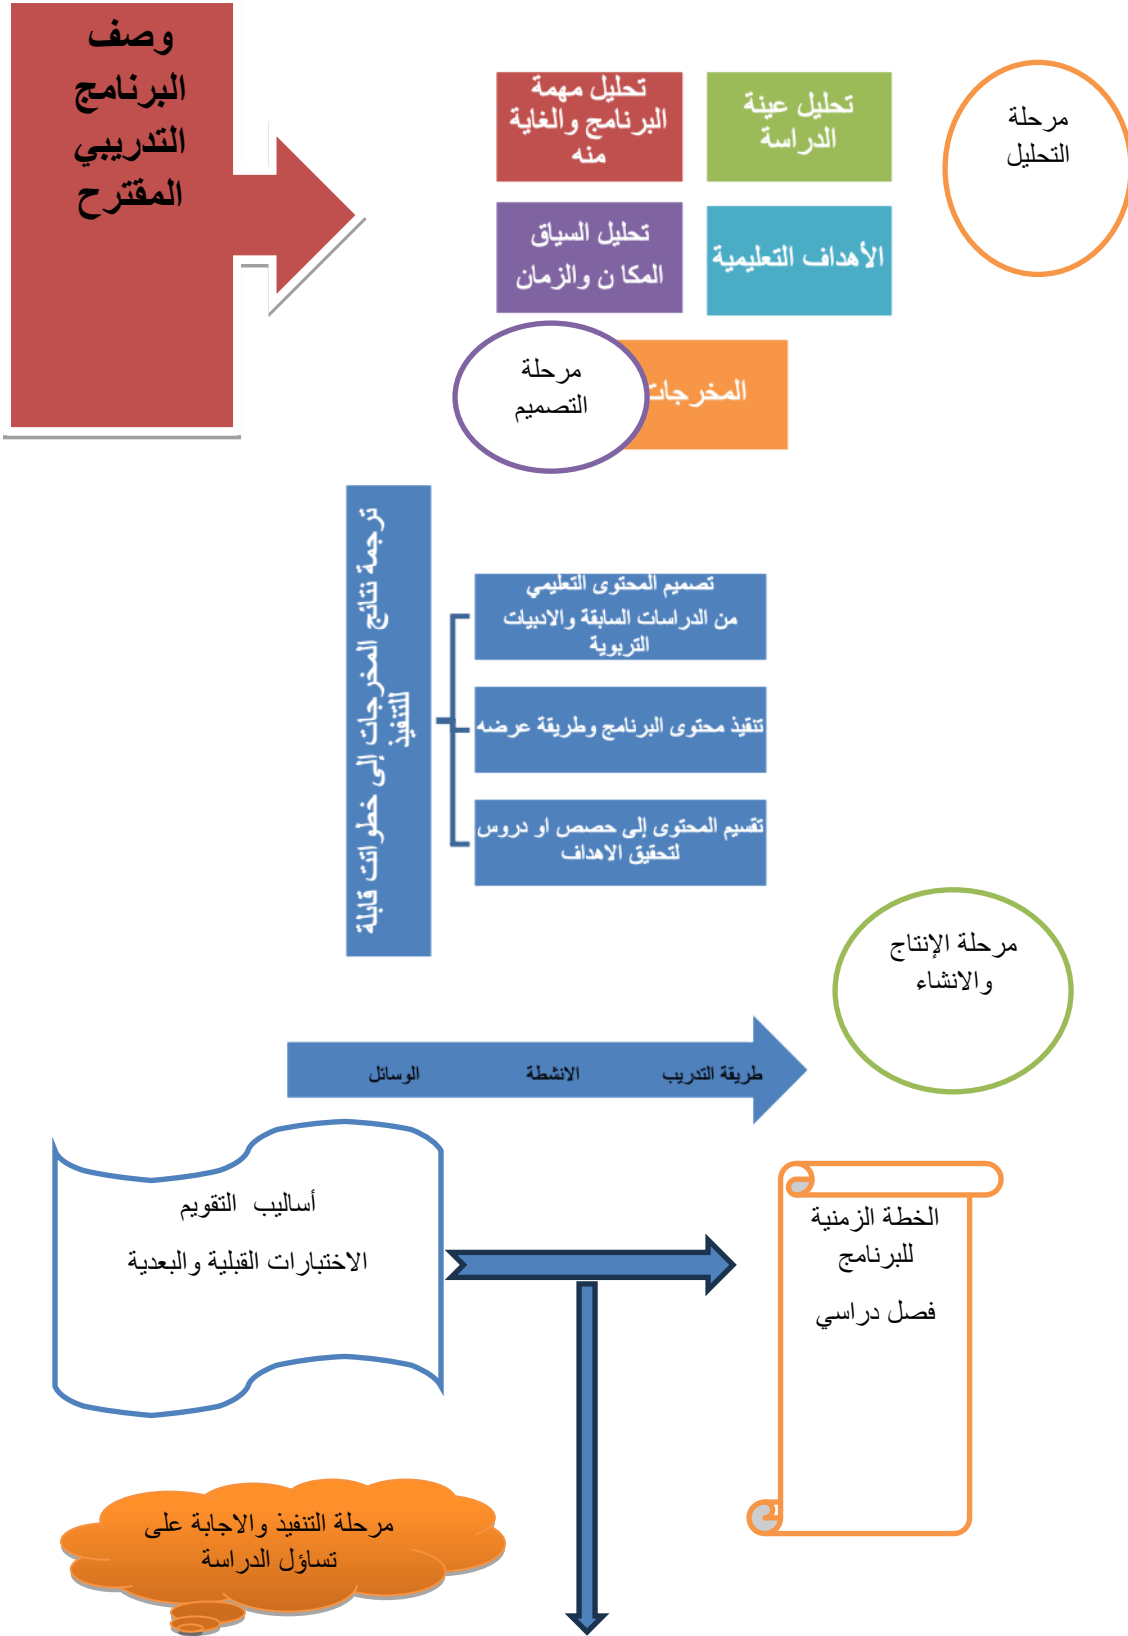 وصف
البرنامج
التدريبي
المقترح
مرحلة
التحليل
تحليل عينة
الدراسة
تحليل مهمة
البرنامج والغاية
منه
الأهداف التعليمية
تحليل السياق
المكا ن والزمان
المخرجات
مرحلة
التصميم
ترجمة نتائج المخرجات إلى خطواتت قابلة
للتنفيذ
تصميم المحتوى التعليمي
من الدراسات السابقة والادبيات
التربوية
تنقيذ محتوى البرنامج وطريقة عرضه
تقسيم المحتوى إلى حصص او دروس
لتحقيق الاهداف
مرحلة الإنتاج
والانشاء
طريقة التدريب
الانشطة
الوسائل
أساليب التقويم
الاختبارات القبلية والبعدية
الخطة الزمنية
للبرنامج
فصل دراسي
مرحلة التنفيذ والاجابة على
تساؤل الدراسة